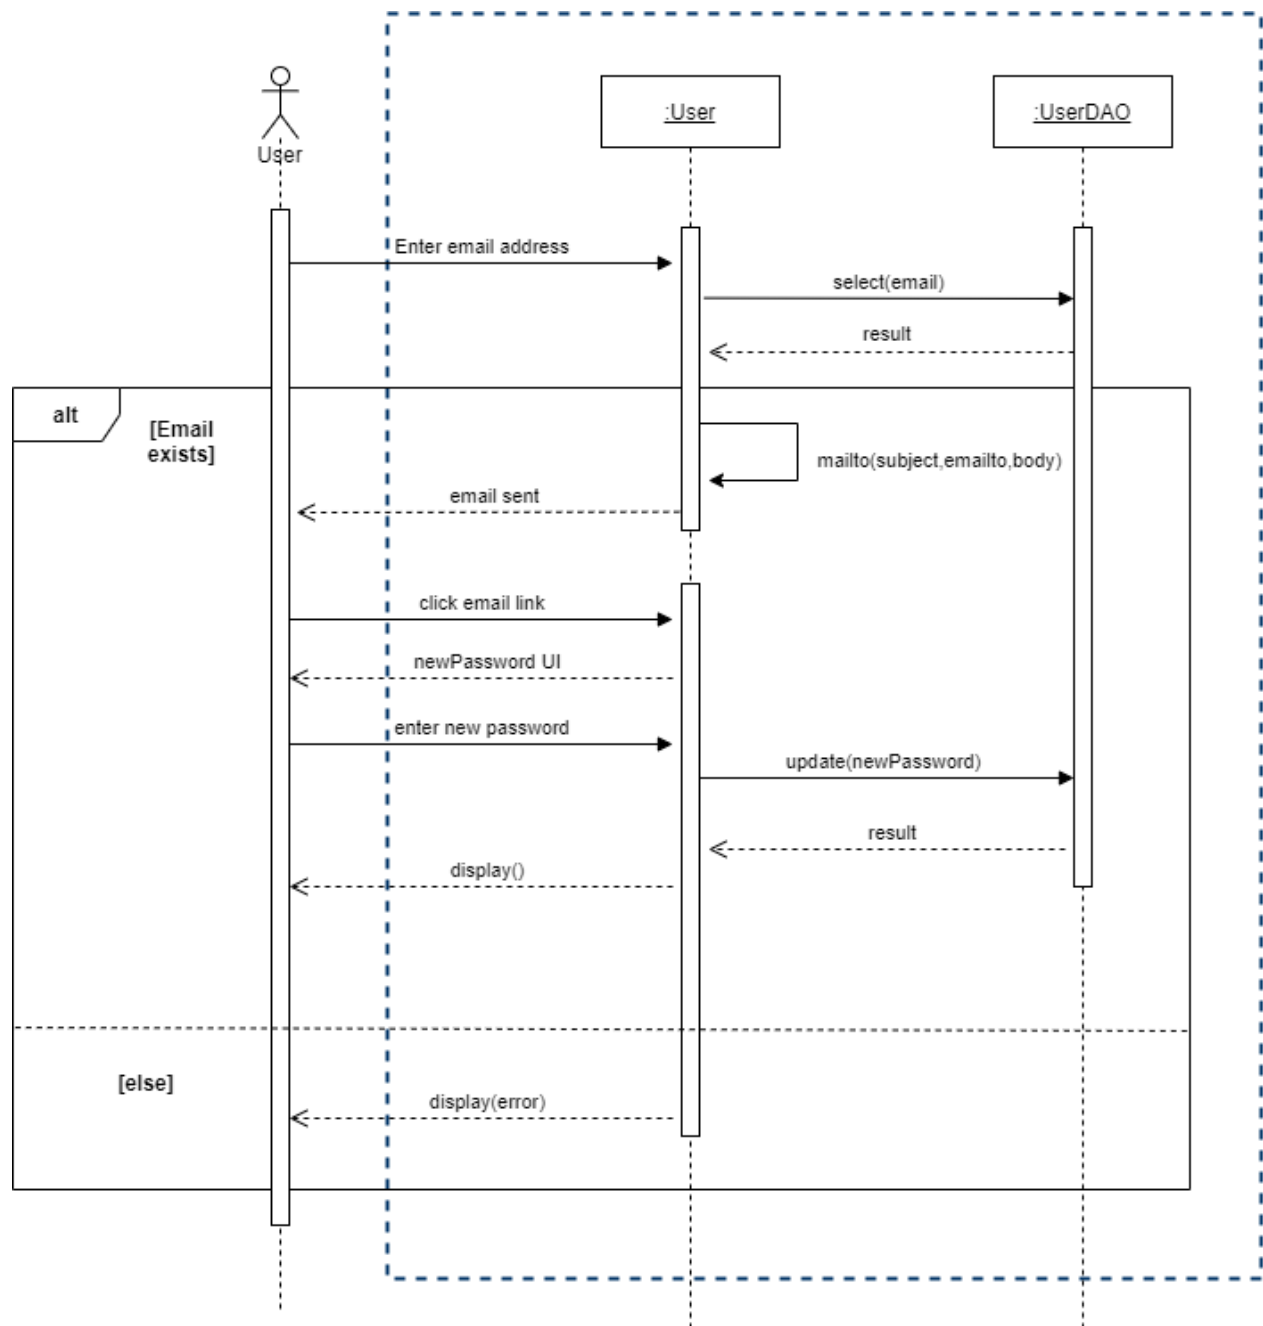 :User
:UserDAO
User
Enter email address
select(email)
result
alt
[Email
exists]
mailto(subject,emailto,body)
email sent
click email link
newPassword UI
enter new password
update(newPassword)
result
display()
[else]
display(error)